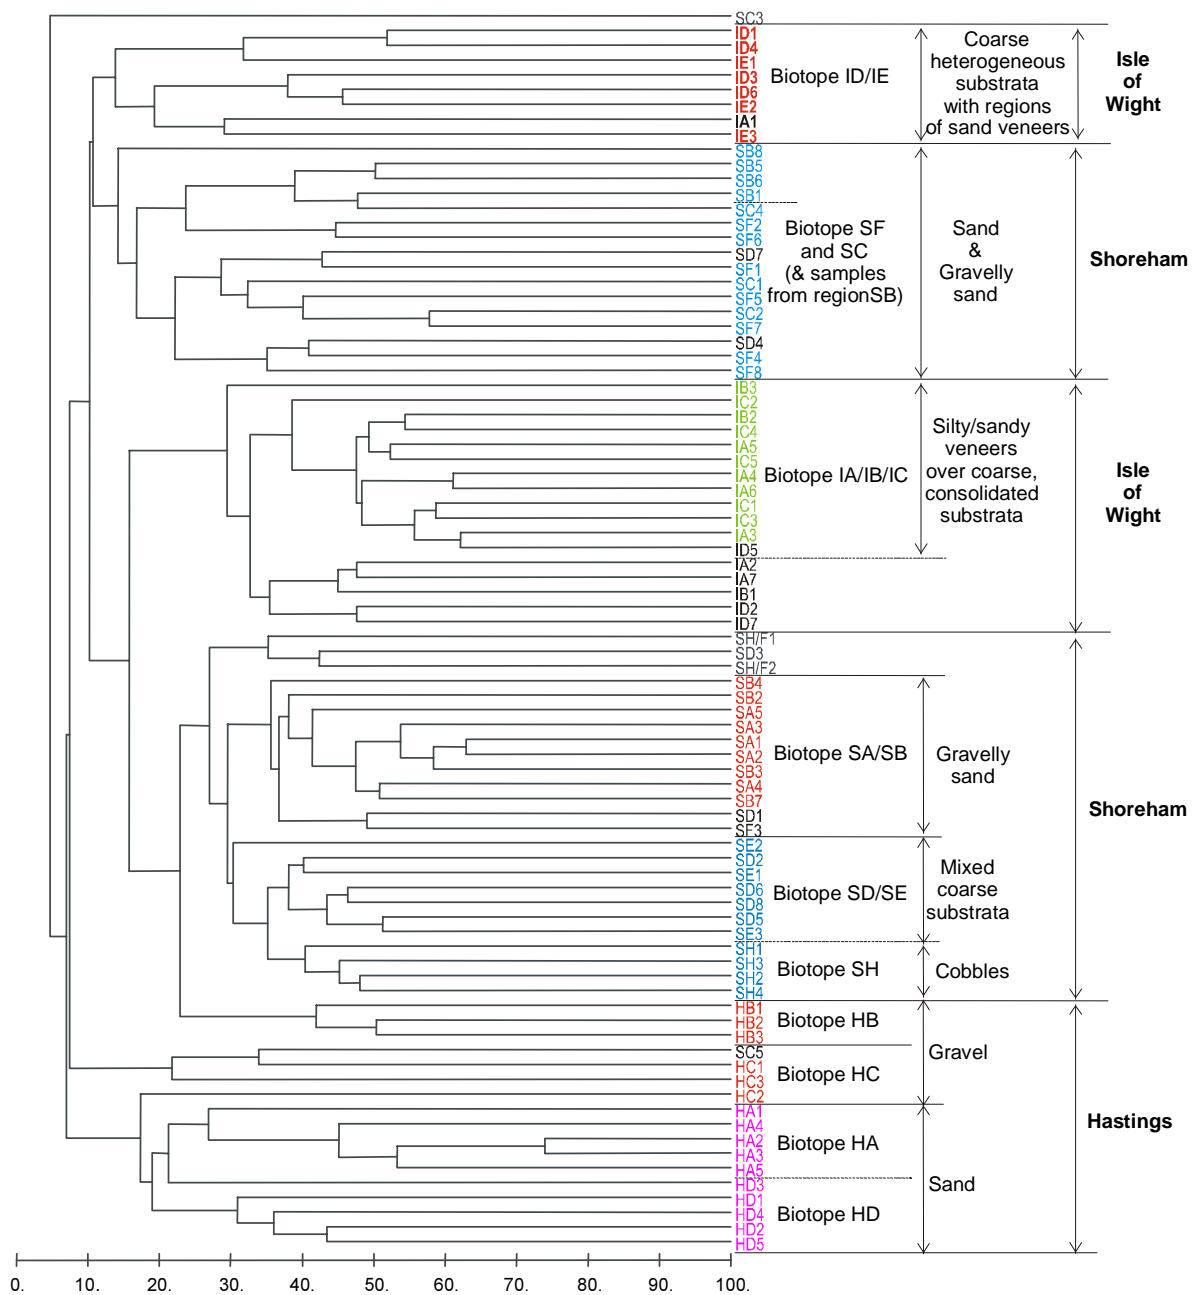 SC3
ID1
ID4
IE1
ID3
ID6
IE2
IA1
IE3
Biotope ID/IE
Coarse
heterogeneous
substrata
with regions
of sand veneers
Isle
of
Wight
SB8
SB5
SB6
SB1
SC4
SF2
SF6
SD7
SF1
SC1
SF5
SC2
SF7
SD4
SF4
SF8
Biotope SF
and SC
(& samples
from regionSB)
Sand
&
Gravelly
sand
Shoreham
IB3
IC2
IB2
IC4
IA5
IC5
IA4
IA6
IC1
IC3
IA3
ID5
IA2
IA7
IB1
ID2
ID7
Biotope IA/IB/IC
Silty/sandy
veneers
over coarse,
consolidated
substrata
Isle
of
Wight
SH/F1
SD3
SH/F2
SB4
SB2
SA5
SA3
SA1
SA2
SB3
SA4
SB7
SD1
SF3
Biotope SA/SB
Gravelly
sand
Shoreham
SE2
SD2
SE1
SD6
SD8
SD5
SE3
Biotope SD/SE
Mixed
coarse
substrata
SH1
SH3
SH2
SH4
Biotope SH
Cobbles
HB1
HB2
HB3
Biotope HB
Gravel
SC5
HC1
HC3
HC2
Biotope HC
HA1
HA4
HA2
HA3
HA5
Biotope HA
Hastings
Sand
HD3
HD1
HD4
HD2
HD5
Biotope HD
0. 10. 20. 30. 40. 50. 60. 70. 80. 90. 100.